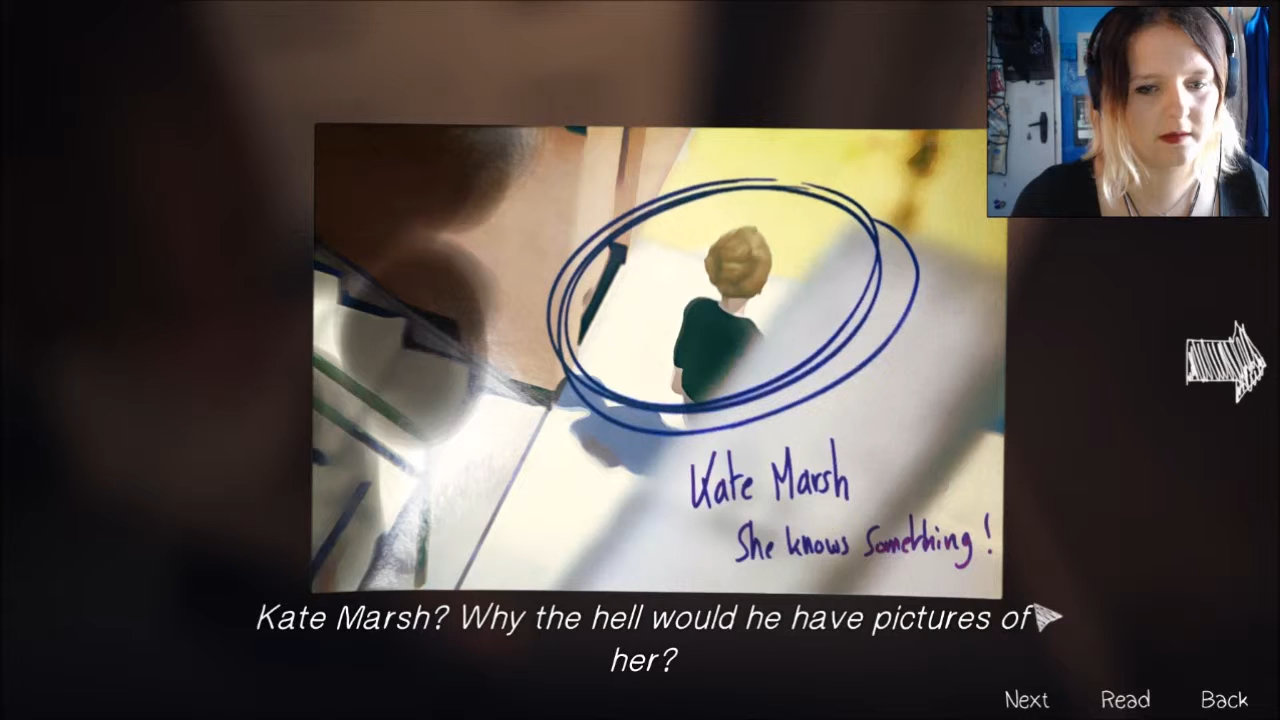 Kate Marsh
She knows something!
Kate Marsh? Why the hell would he have pictures of
her?
Next Read Back